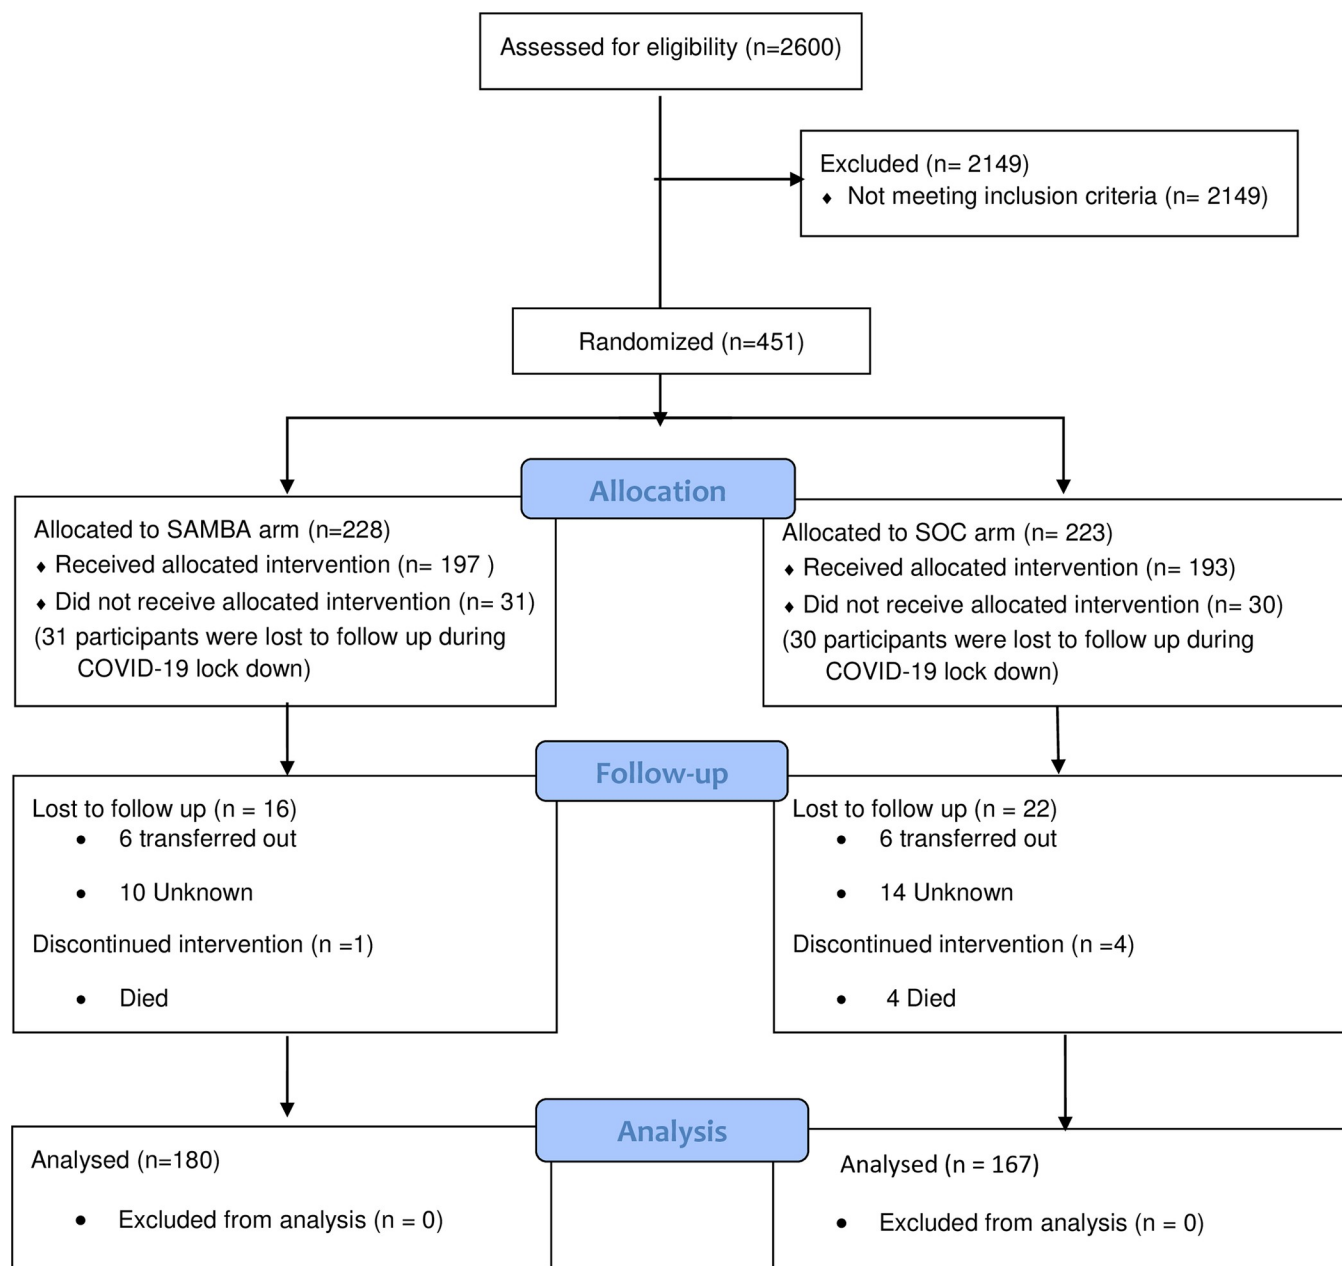 Assessed for eligibility (n=2600)
Excluded (n= 2149)
♦ Not meeting inclusion criteria (n= 2149)
Randomized (n=451)
Allocation
Allocated to SAMBA arm (n=228)
♦ Received allocated intervention (n= 197 )
♦ Did not receive allocated intervention (n= 31)
(31 participants were lost to follow up during
COVID-19 lock down)
Allocated to SOC arm (n= 223)
♦ Received allocated intervention (n= 193)
♦ Did not receive allocated intervention (n= 30)
(30 participants were lost to follow up during
COVID-19 lock down)
Follow-up
Lost to follow up (n = 16)
• 6 transferred out
• 10 Unknown
Discontinued intervention (n =1)
• Died
Lost to follow up (n = 22)
• 6 transferred out
• 14 Unknown
Discontinued intervention (n =4)
• 4 Died
Analysis
Analysed (n=180)
• Excluded from analysis (n = 0)
Analysed (n = 167)
• Excluded from analysis (n = 0)